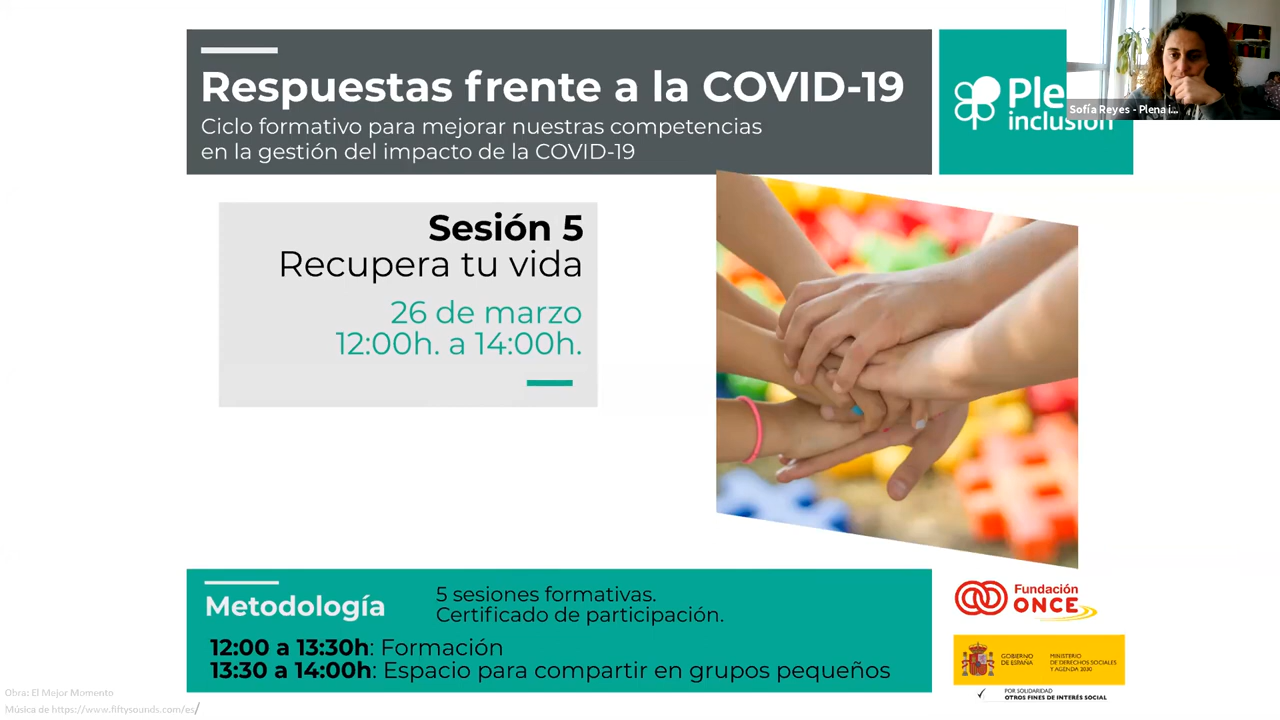 Respuestas frente a la COVID-19
Ciclo formativo para mejorar nuestras competencias
en la gestión del impacto de la COVID-19
Ple
inclusión
Sofía Reyes - Plena i...
Sesión 5
Recupera tu vida
26 de marzo
12:00h. a 14:00h.
Metodología
5 sesiones formativas.
Certificado de participación.
12:00 a 13:30h: Formación
13:30 a 14:00h: Espacio para compartir en grupos pequeños
Fundación
ONCE
GOBIERNO
DE ESPAÑA
MINISTERIO
DE DERECHOS SOCIALES
Y AGENDA 2030
POR SOLIDARIDAD
OTROS FINES DE INTERÉS SOCIAL
Obra: El Mejor Momento
Música de https://www.fiftysounds.com/es/